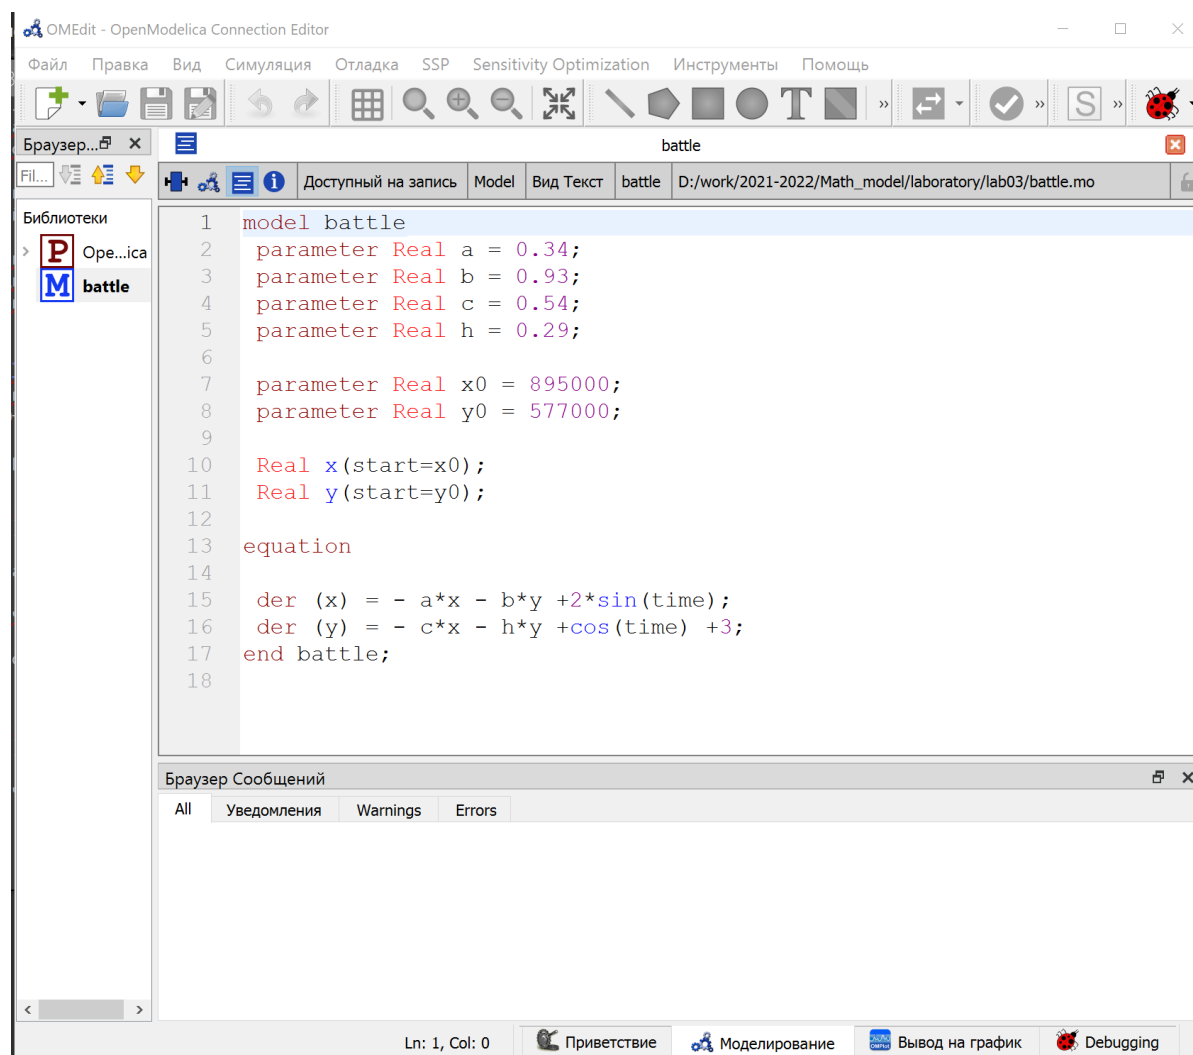 OMEdit - OpenModelica Connection Editor
Файл Правка Вид Симуляция Отладка SSP Sensitivity Optimization Инструменты Помощь
T » » S »
Браузер...
battle
Fil... Доступный на запись Model Вид Текст battle D:/work/2021-2022/Math_model/laboratory/lab03/battle.mo
Библиотеки
P Ope...ica
M battle
1 model battle
2 parameter Real a = 0.34;
3 parameter Real b = 0.93;
4 parameter Real c = 0.54;
5 parameter Real h = 0.29;
6
7 parameter Real x0 = 895000;
8 parameter Real y0 = 577000;
9
10 Real x(start=x0);
11 Real y(start=y0);
12
13 equation
14
15 der (x) = - a*x - b*y +2*sin(time);
16 der (y) = - c*x - h*y +cos(time) +3;
17 end battle;
18
Браузер Сообщений
All Уведомления Warnings Errors
Ln: 1, Col: 0 Приветствие Моделирование Вывод на график Debugging